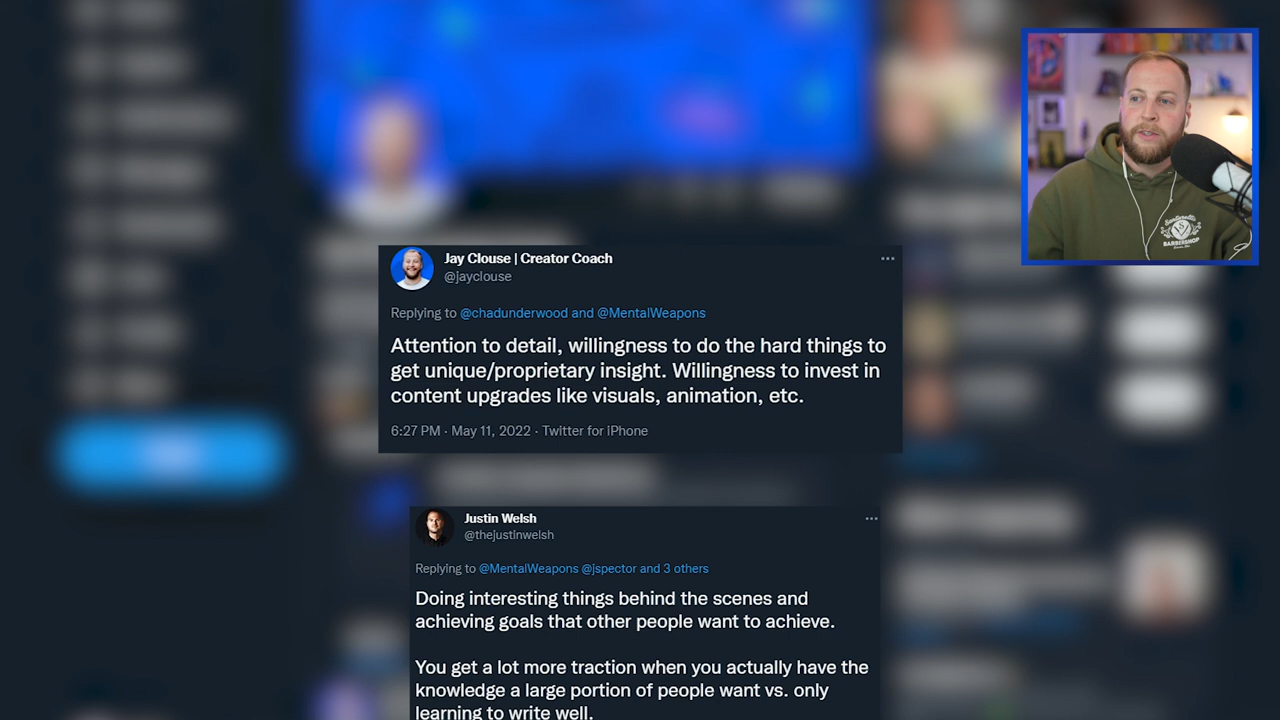 Jay Clouse | Creator Coach
@jayclouse
Replying to @chadunderwood and @MentalWeapons
Attention to detail, willingness to do the hard things to
get unique/proprietary insight. Willingness to invest in
content upgrades like visuals, animation, etc.
6:27 PM · May 11, 2022 · Twitter for iPhone
Justin Welsh
@thejustinwelsh
Replying to @MentalWeapons @jspector and 3 others
Doing interesting things behind the scenes and
achieving goals that other people want to achieve.
You get a lot more traction when you actually have the
knowledge a large portion of people want vs. only
learning to write well.
BARBERSHOP